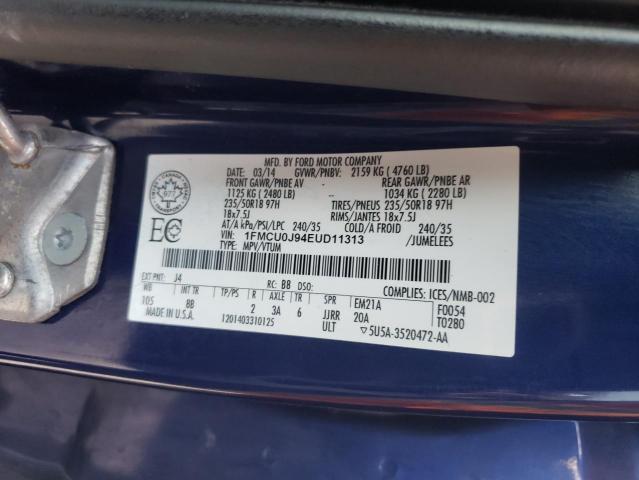 MFD. BY FORD MOTOR COMPANY
DATE: 03/14 GVWR/PNBV: 2159 KG ( 4760 LB)
FRONT GAWR/PNBE AV REAR GAWR/PNBE AR
1125 KG ( 2480 LB) 1034 KG ( 2280 LB)
235/50R18 97H TIRES/PNEUS 235/50R18 97H
18x7.5J RIMS/JANTES 18x7.5J
AT/A kPa/PSI/LPC 240/35 COLD/A FROID 240/35
1FMCU0J94EUD11313 /JUMELEES
TYPE: MPV/VTUM
EXT PNT: J4 RC: B8 DSO: COMPLIES: ICES/NMB-002
WB INT TR TP/PS R AXLE TR SPR EM21A F0054
105 8B 2 3A 6 JJRR 20A T0280
MADE IN U.S.A. 1201403310125 ULT ▽5U5A-3520472-AA
CANADA
977
EC